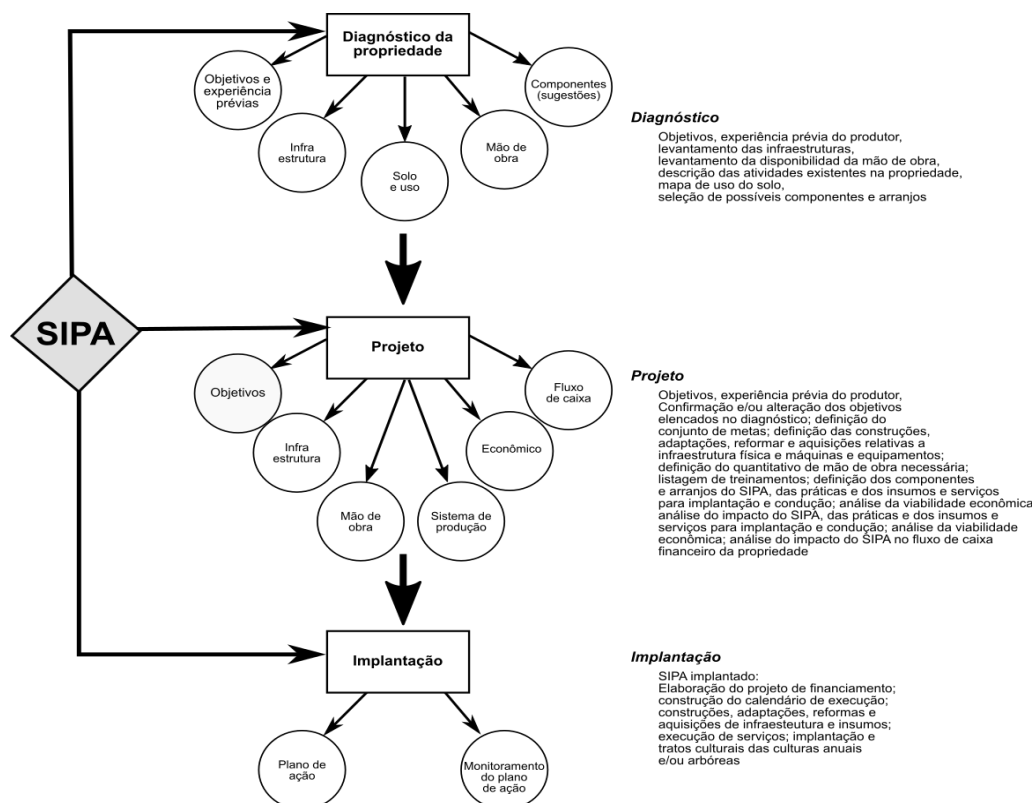 Diagnóstico da
propriedade
Objetivos e
experiência
prévias
Componentes
(sugestões)
Infra
estrutura
Mão de
obra
Solo
e uso
Diagnóstico
Objetivos, experiência prévia do produtor,
levantamento das infraestruturas,
levantamento da disponibilidad da mão de obra,
descrição das atividades existentes na propriedade,
mapa de uso do solo,
seleção de possíveis componentes e arranjos
SIPA
Projeto
Objetivos
Fluxo
de caixa
Infra
estrutura
Econômico
Mão de
obra
Sistema de
produção
Projeto
Objetivos, experiência prévia do produtor,
Confirmação e/ou alteração dos objetivos
elencados no diagnóstico; definição do
conjunto de metas; definição das construções,
adaptações, reformar e aquisições relativas a
infraestrutura física e máquinas e equipamentos;
definição do quantitativo de mão de obra necessária;
listagem de treinamentos; definição dos componentes
e arranjos do SIPA, das práticas e dos insumos e serviços
para implantação e condução; análise da viabilidade econômica
análise do impacto do SIPA, das práticas e dos insumos e
serviços para implantação e condução; análise da viabilidade
econômica; análise do impacto do SIPA no fluxo de caixa
financeiro da propriedade
Implantação
Plano de
ação
Monitoramento
do plano
de ação
Implantação
SIPA implantado:
Elaboração do projeto de financiamento;
construção do calendário de execução;
construções, adaptações, reformas e
aquisições de infraesteutura e insumos;
execução de serviços; implantação e
tratos culturais das culturas anuais
e/ou arbóreas